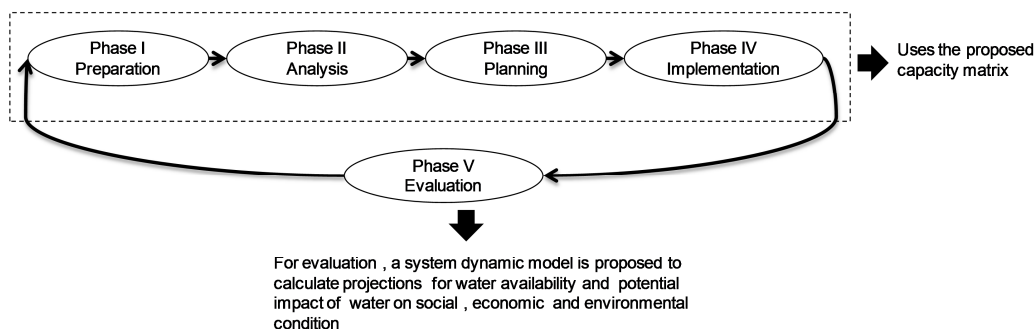 Phase I
Preparation
Phase II
Analysis
Phase III
Planning
Phase IV
Implementation
Uses the proposed
capacity matrix
Phase V
Evaluation
For evaluation , a system dynamic model is proposed to
calculate projections for water availability and potential
impact of water on social , economic and environmental
condition